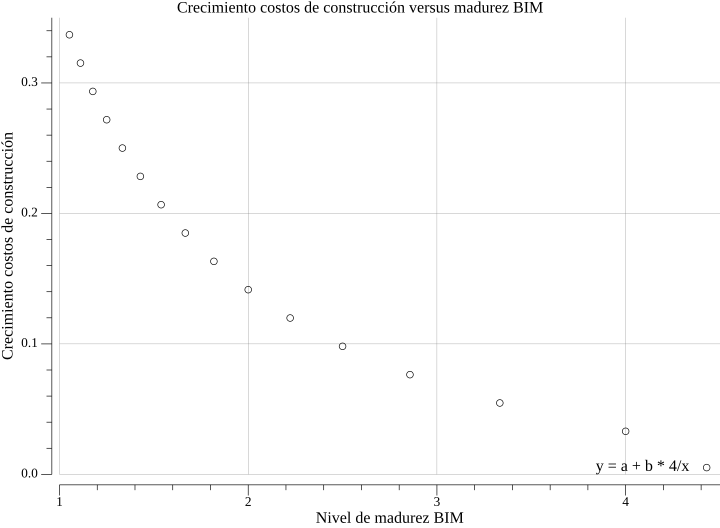 Crecimiento costos de construcción versus madurez BIM
Crecimiento costos de construcción
0.3
0.2
0.1
0.0
y = a + b * 4/x
1 2 3 4
Nivel de madurez BIM